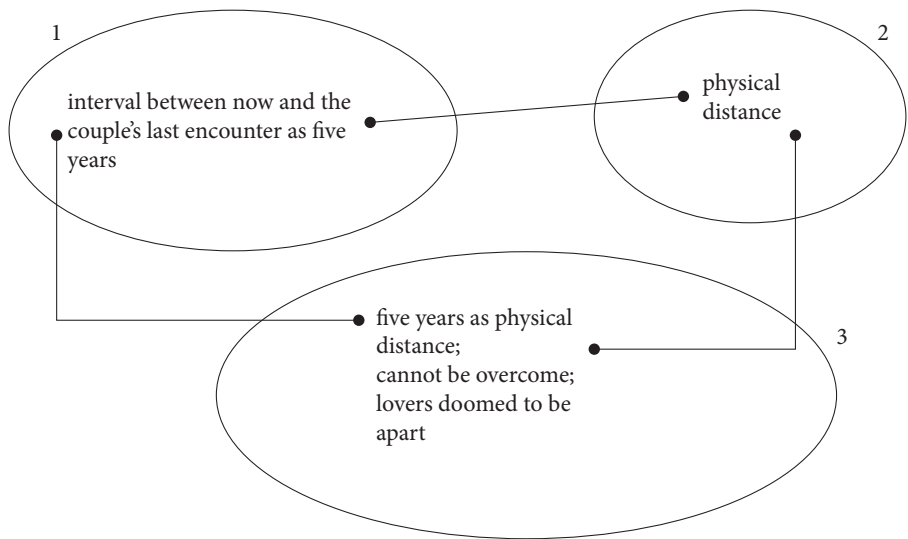 1
interval between now and the
couple's last encounter as five
years
2
physical
distance
five years as physical
distance;
cannot be overcome;
lovers doomed to be
apart
3